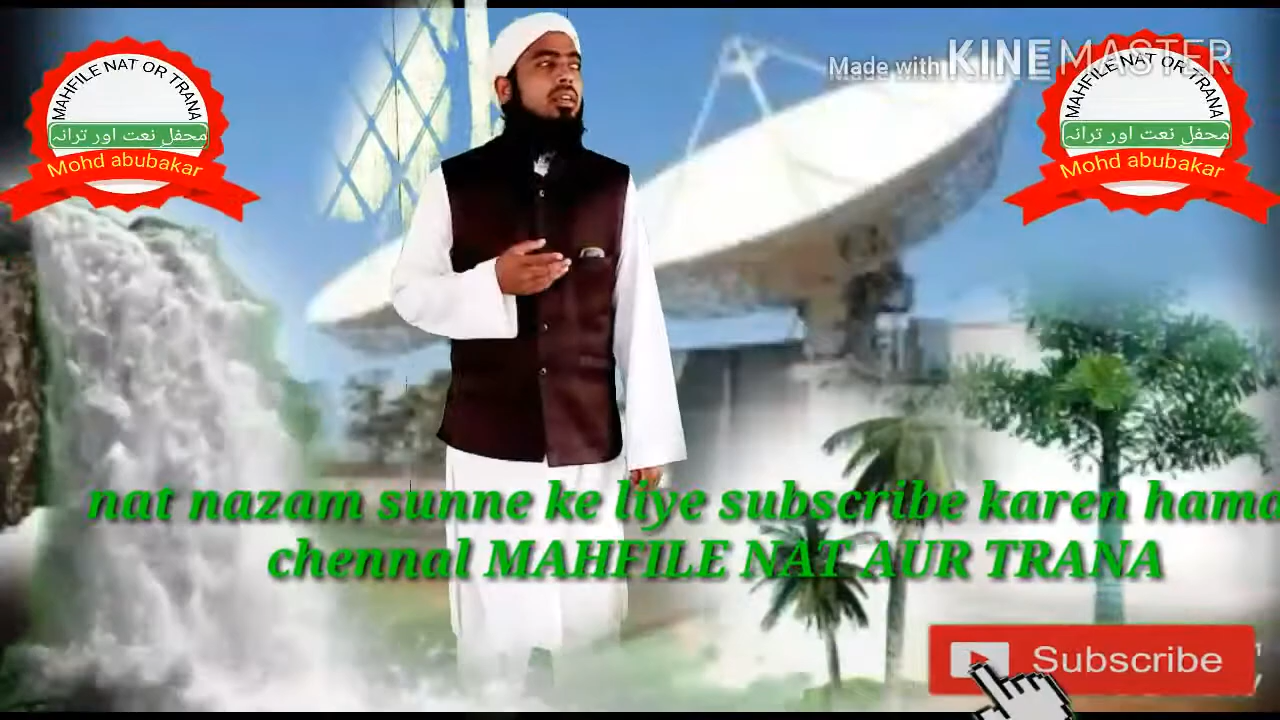 Made with KINEMASTER
MAHFILE NAT OR TRANA
محفل نعت اور ترانہ
Mohd abubakar
MAHFILE NAT OR TRANA
محفل نعت اور ترانہ
Mohd abubakar
nat nazam sunne ke liye subscribe karen hama
chennal MAHFILE NAT AUR TRANA
Subscribe